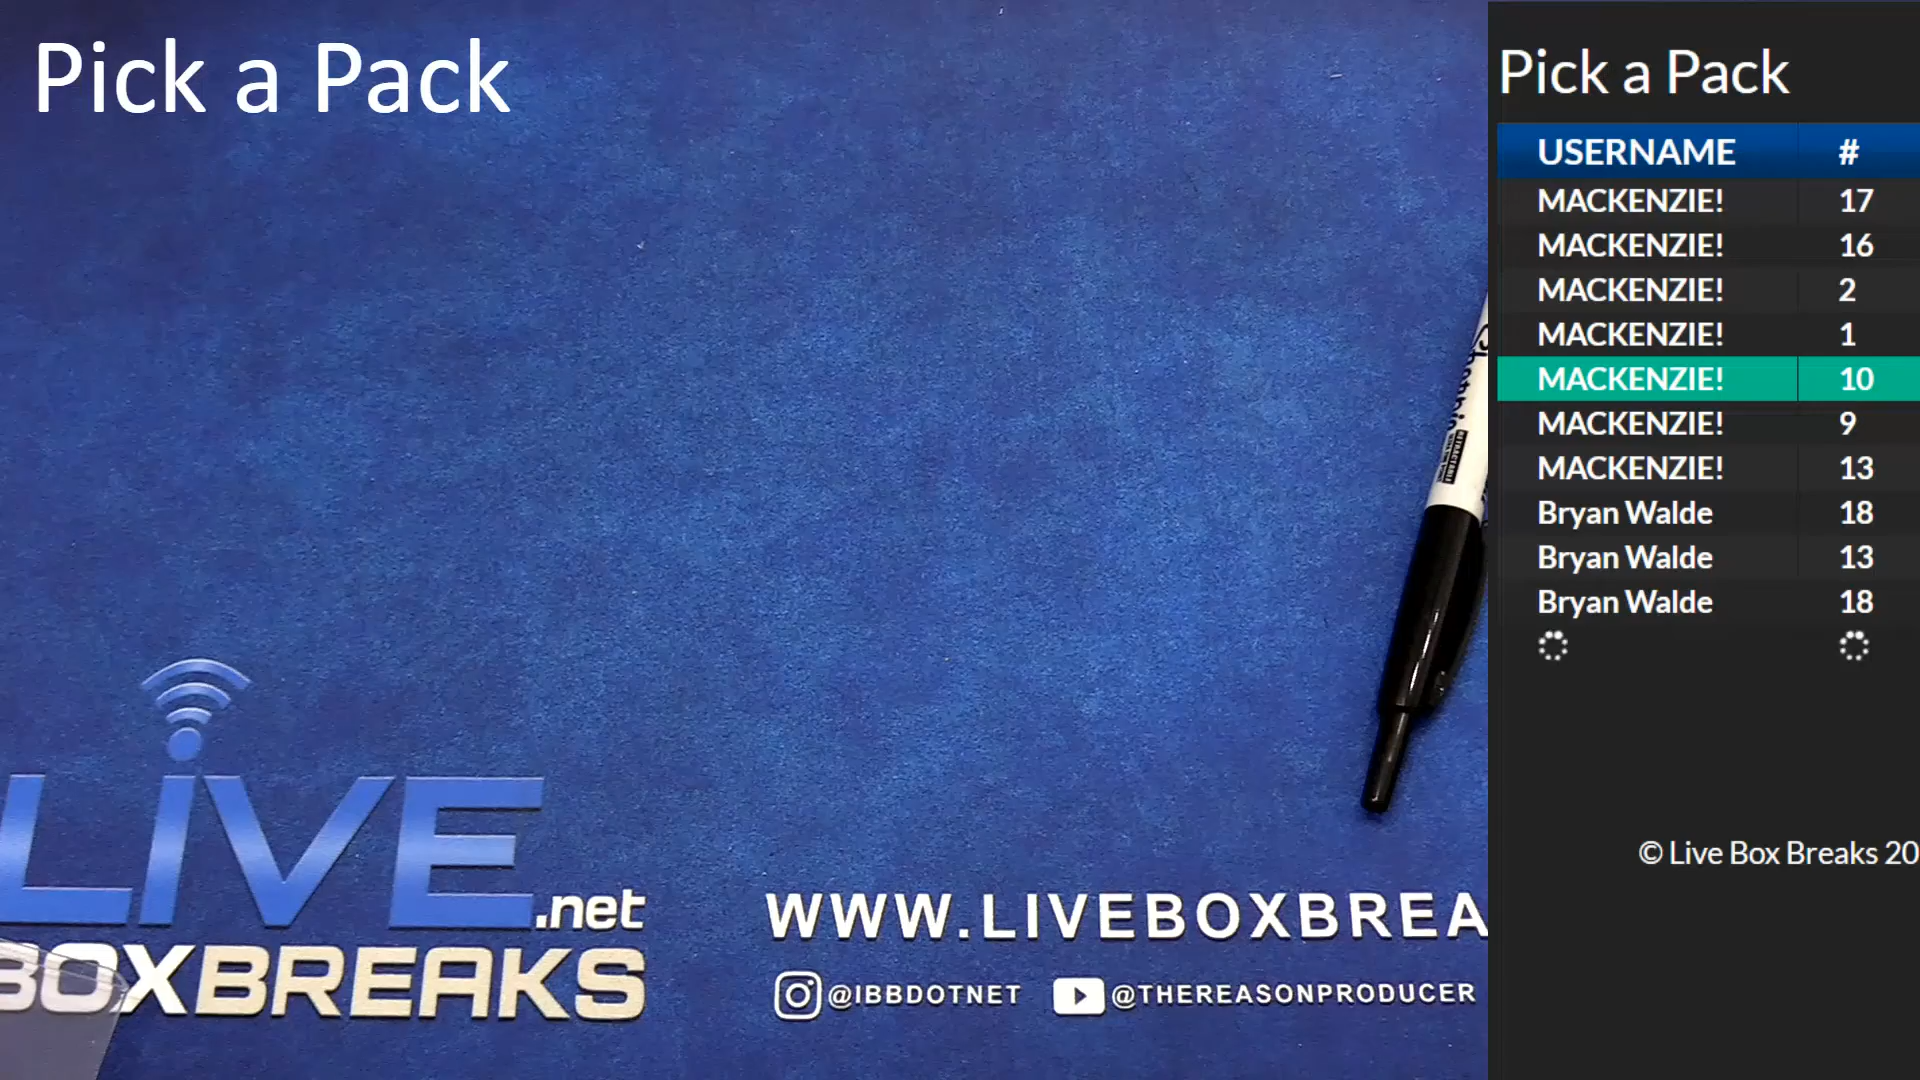 Pick a Pack
Pick a Pack
USERNAME #
MACKENZIE! 17
MACKENZIE! 16
MACKENZIE! 2
MACKENZIE! 1
MACKENZIE! 10
MACKENZIE! 9
MACKENZIE! 13
Bryan Walde 18
Bryan Walde 13
Bryan Walde 18
© Live Box Breaks 20
LIVE.net
BOXBREAKS
WWW.LIVEBOXBREA
@IBBDOTNET @THEREASONPRODUCER